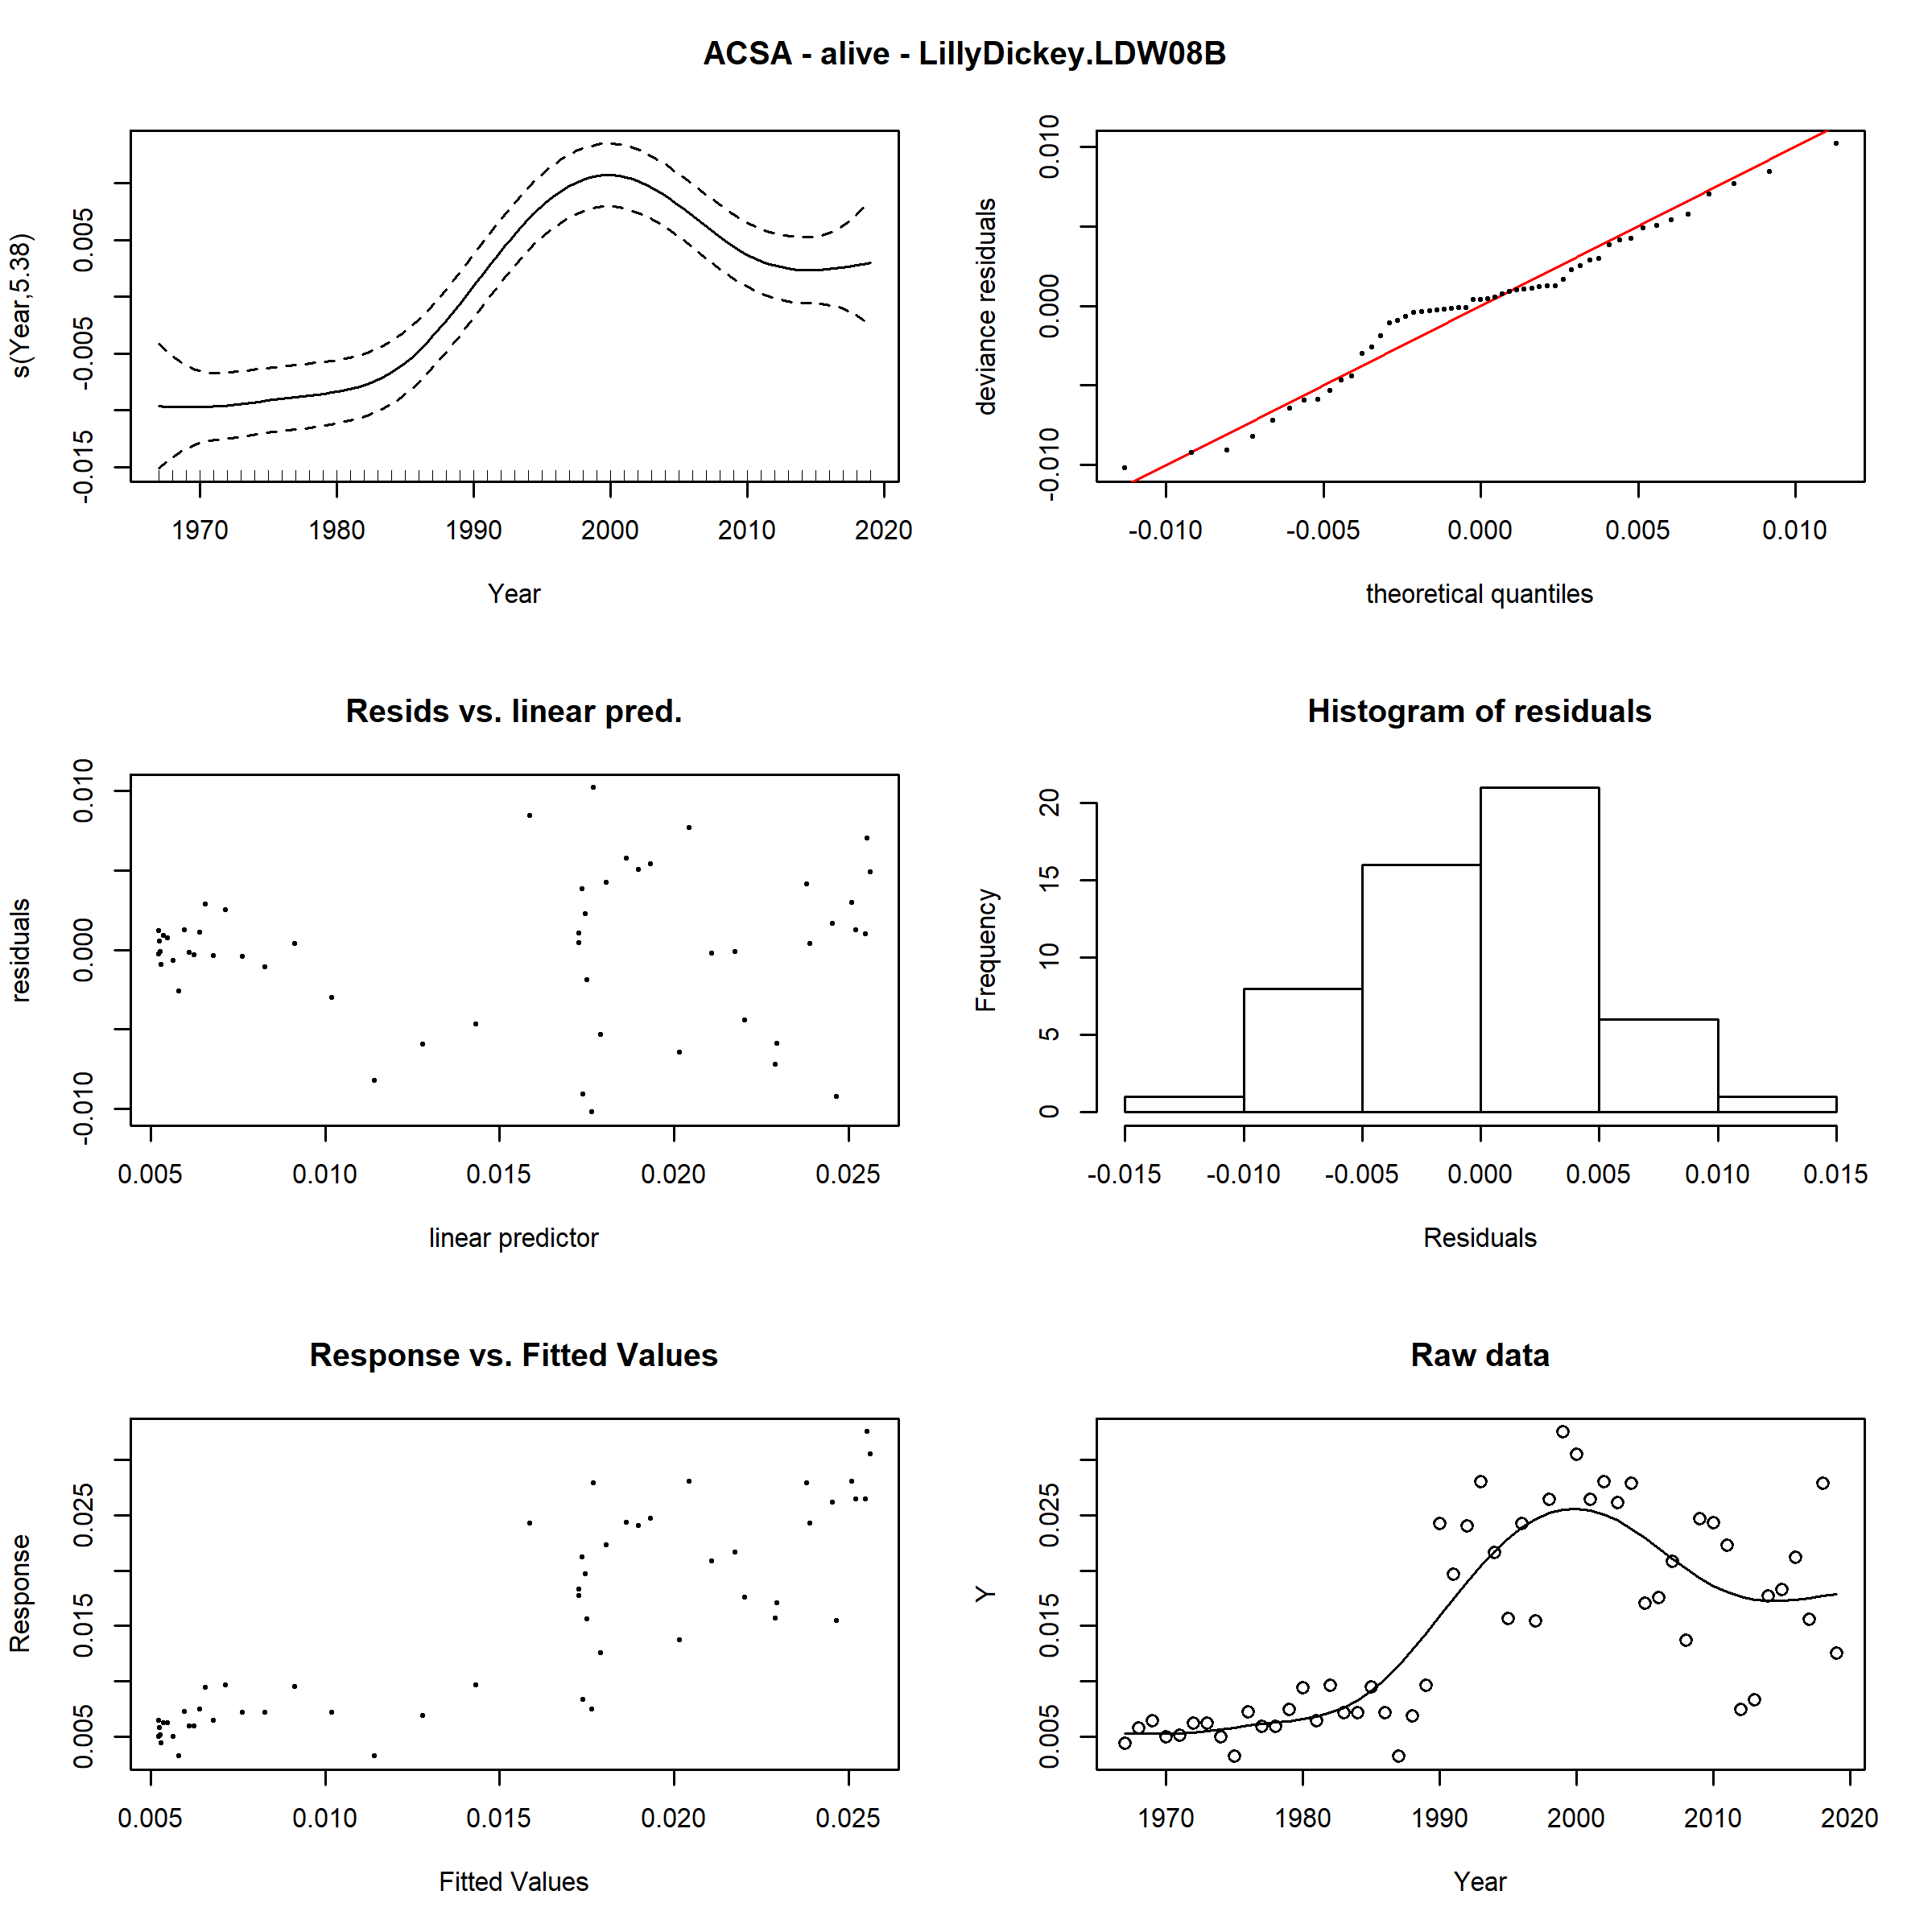 ACSA - alive - LillyDickey.LDW08B
s(Year,5.38)
-0.015 -0.005 0.005
1970 1980 1990 2000 2010 2020
Year
deviance residuals
-0.010 0.000 0.010
-0.010 -0.005 0.000 0.005 0.010
theoretical quantiles
Resids vs. linear pred.
residuals
-0.010 0.000 0.010
0.005 0.010 0.015 0.020 0.025
linear predictor
Histogram of residuals
Frequency
0 5 10 15 20
-0.015 -0.010 -0.005 0.000 0.005 0.010 0.015
Residuals
Response vs. Fitted Values
Response
0.005 0.015 0.025
0.005 0.010 0.015 0.020 0.025
Fitted Values
Raw data
Y
0.005 0.015 0.025
1970 1980 1990 2000 2010 2020
Year